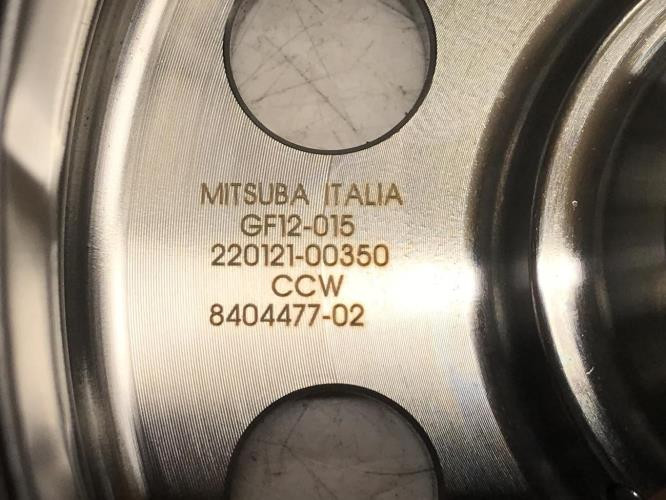 MITSUBA ITALIA
GF12-015
220121-00350
CCW
8404477-02